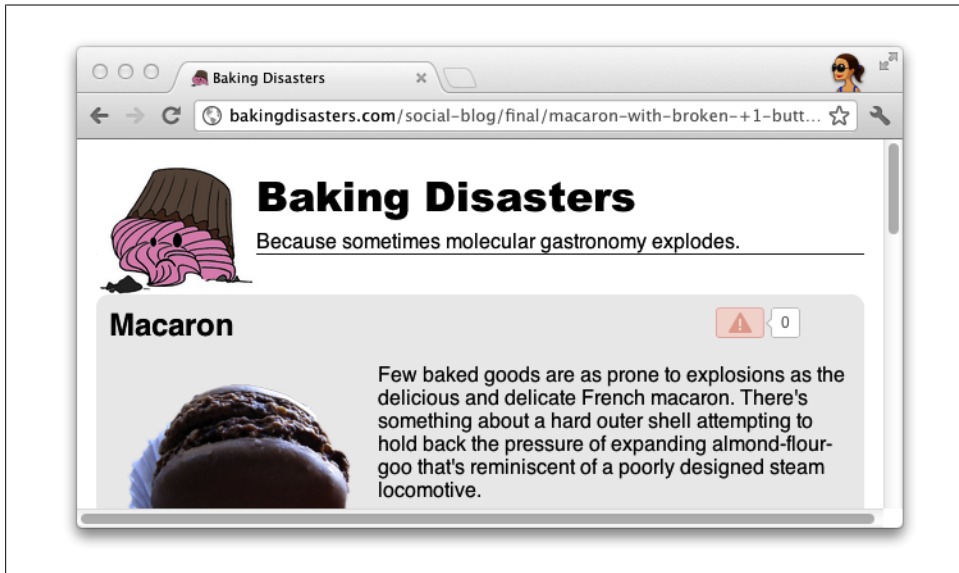 Baking Disasters
bakingdisasters.com/social-blog/final/macaron-with-broken-+1-butt...
Baking Disasters
Because sometimes molecular gastronomy explodes.
Macaron
0
Few baked goods are as prone to explosions as the
delicious and delicate French macaron. There's
something about a hard outer shell attempting to
hold back the pressure of expanding almond-flour-
goo that's reminiscent of a poorly designed steam
locomotive.